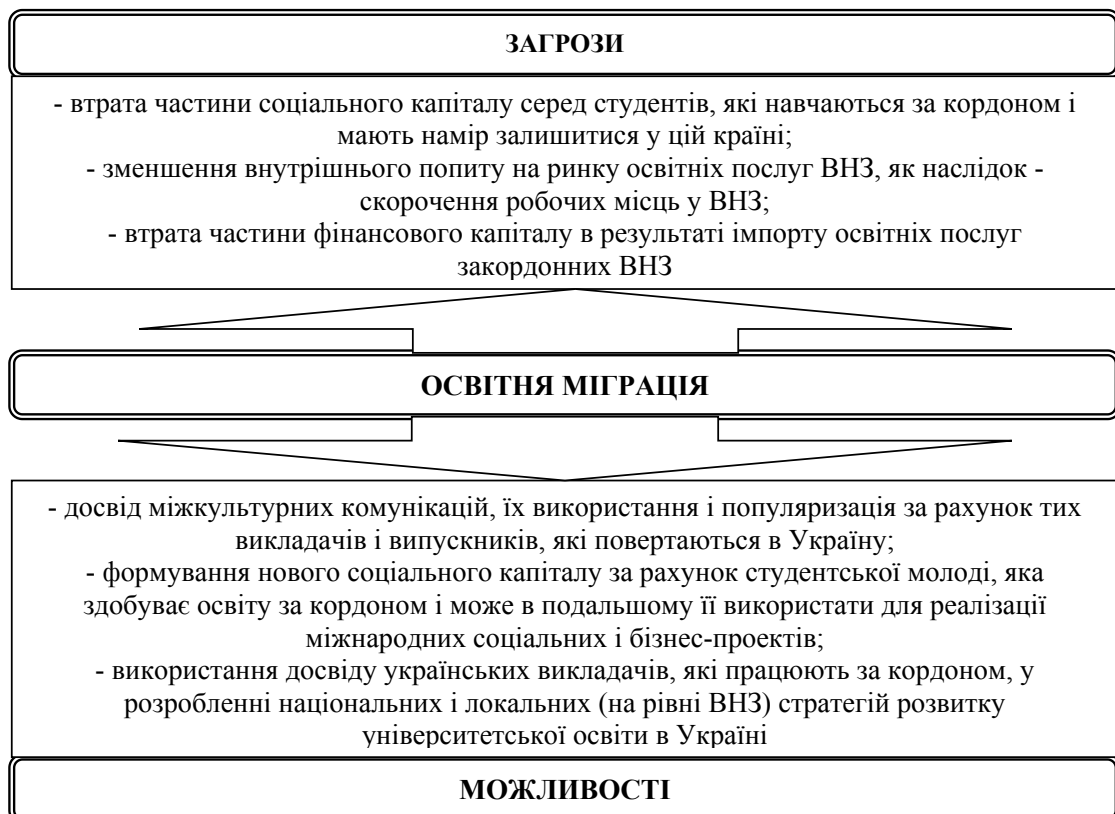 ЗАГРОЗИ
- втрата частини соціального капіталу серед студентів, які навчаються за кордоном і
мають намір залишитися у цій країні;
- зменшення внутрішнього попиту на ринку освітніх послуг ВНЗ, як наслідок -
скорочення робочих місць у ВНЗ;
- втрата частини фінансового капіталу в результаті імпорту освітніх послуг
закордонних ВНЗ
ОСВІТНЯ МІГРАЦІЯ
- досвід міжкультурних комунікацій, їх використання і популяризація за рахунок тих
викладачів і випускників, які повертаються в Україну;
- формування нового соціального капіталу за рахунок студентської молоді, яка
здобуває освіту за кордоном і може в подальшому її використати для реалізації
міжнародних соціальних і бізнес-проектів;
- використання досвіду українських викладачів, які працюють за кордоном, у
розробленні національних і локальних (на рівні ВНЗ) стратегій розвитку
університетської освіти в Україні
МОЖЛИВОСТІ